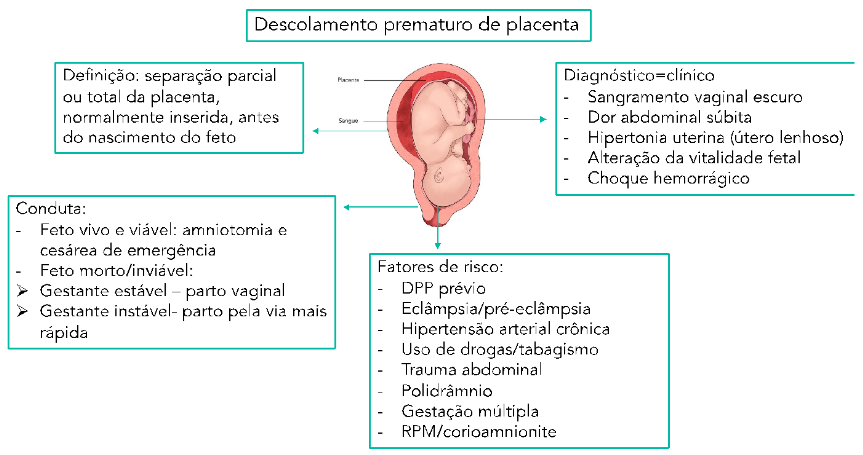 Descolamento prematuro de placenta
Definição: separação parcial
ou total da placenta,
normalmente inserida, antes
do nascimento do feto
Placenta
Sangue
Diagnóstico=clínico
- Sangramento vaginal escuro
- Dor abdominal súbita
- Hipertonia uterina (útero lenhoso)
- Alteração da vitalidade fetal
- Choque hemorrágico
Conduta:
- Feto vivo e viável: amniotomia e
cesárea de emergência
- Feto morto/inviável:
➤ Gestante estável – parto vaginal
➤ Gestante instável- parto pela via mais
rápida
Fatores de risco:
- DPP prévio
- Eclâmpsia/pré-eclâmpsia
- Hipertensão arterial crônica
- Uso de drogas/tabagismo
- Trauma abdominal
- Polidrâmnio
- Gestação múltipla
- RPM/corioamnionite